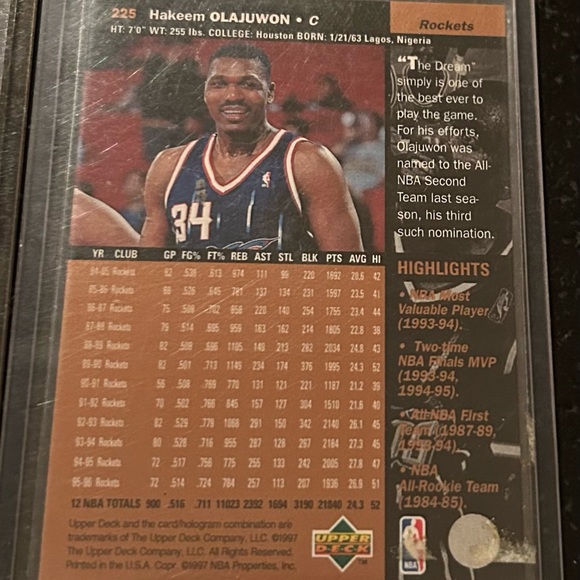 225 Hakeem OLAJUWON • C
HT: 7'0" WT: 255 lbs. COLLEGE: Houston BORN: 1/21/63 Lagos, Nigeria
Rockets
34
"The Dream"
simply is one of
the best ever to
play the game.
For his efforts,
Olajuwon was
named to the All-
NBA Second
Team last sea-
son, his third
such nomination.
HIGHLIGHTS
• NBA Most
Valuable Player
(1993-94).
• Two-time
NBA Finals MVP
(1993-94,
1994-95).
• All-NBA First
Team (1987-89,
1993-94).
• NBA
All-Rookie Team
(1984-85).
YR CLUB GP FG% FT% REB AST STL BLK PTS AVG HI
84-85 Rockets 82 .538 .613 974 111 99 220 1692 20.6 42
85-86 Rockets 68 .526 .645 781 137 134 231 1597 23.5 41
86-87 Rockets 75 .508 .702 858 220 140 254 1755 23.4 44
87-88 Rockets 79 .514 .695 959 163 162 214 1805 22.8 38
88-89 Rockets 82 .508 .696 1105 149 213 282 2034 24.8 43
89-90 Rockets 82 .501 .713 1149 234 174 376 1995 24.3 52
90-91 Rockets 56 .508 .769 770 131 121 221 1187 21.2 39
91-92 Rockets 70 .502 .766 845 157 127 304 1510 21.6 40
92-93 Rockets 82 .529 .779 1068 291 150 342 2140 26.1 45
93-94 Rockets 80 .528 .716 955 287 128 297 2184 27.3 45
94-95 Rockets 72 .517 .756 775 255 133 242 2005 27.8 47
95-96 Rockets 72 .514 .724 784 257 113 207 1936 26.9 51
12 NBA TOTALS 900 .516 .711 11023 2392 1694 3190 21840 24.3 52
Upper Deck and the card/hologram combination are
trademarks of The Upper Deck Company, LLC. ©1997
The Upper Deck Company, LLC. All Rights Reserved.
Printed in the U.S.A. Copr. ©1997 NBA Properties, Inc.
UPPER
DECK
TM
NBA